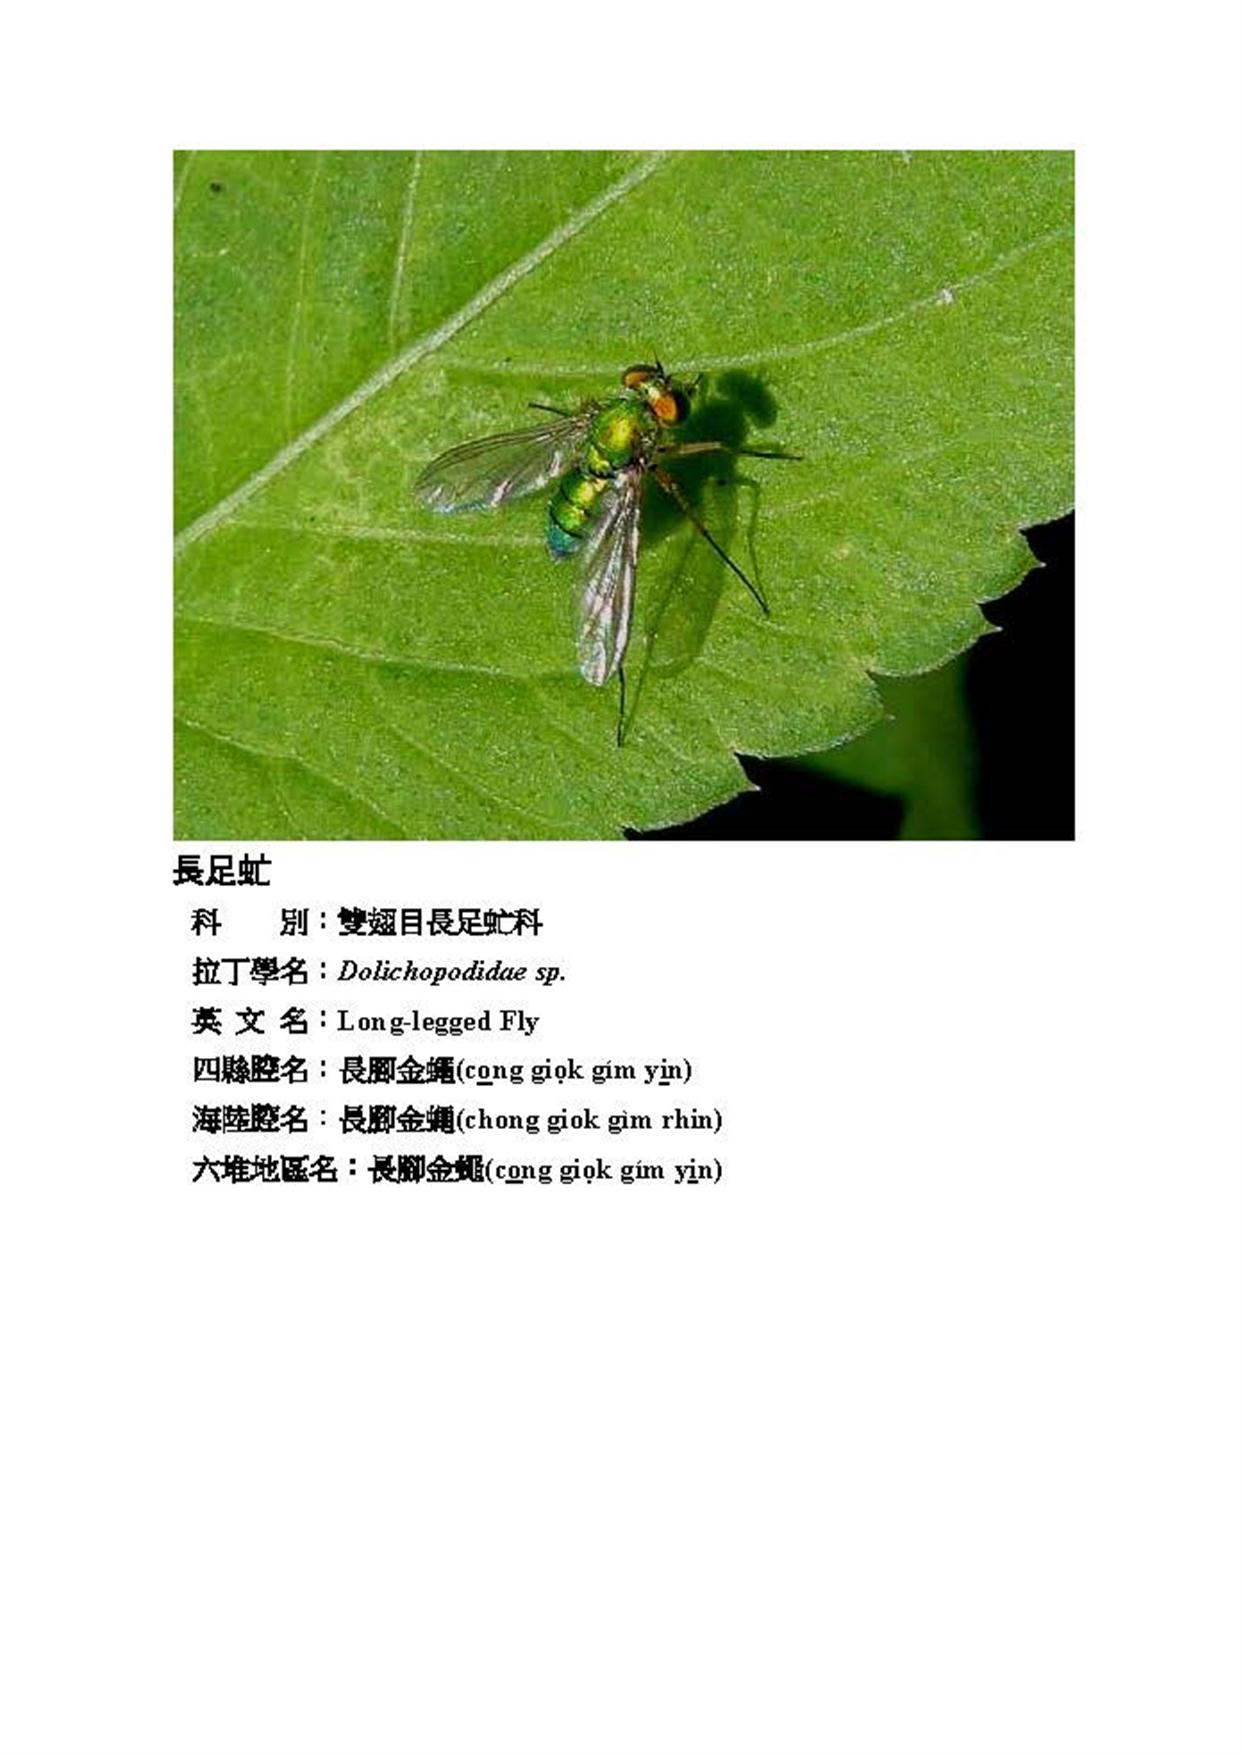 長足虻
科　　別：雙翅目長足虻科
拉丁學名：Dolichopodidae sp.
英 文 名：Long-legged Fly
四縣腔名：長腳金蠅(co̲ng giọk gím yi̲n)
海陸腔名：長腳金蠅(chong giok gìm rhin)
六堆地區名：長腳金蠅(co̲ng giọk gím yi̲n)